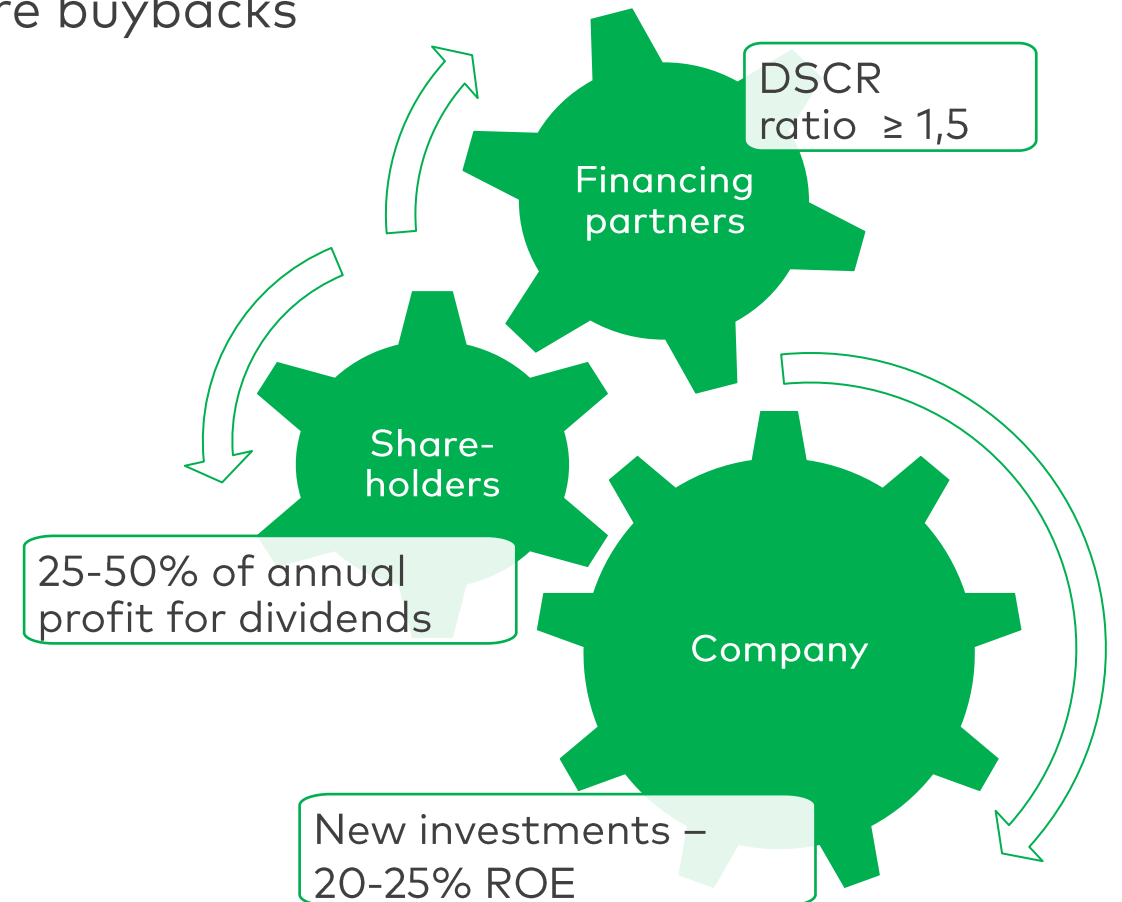 buybacks
DSCR
ratio ≥ 1,5
Financing
partners
Share-
holders
25-50% of annual
profit for dividends
Company
New investments –
20-25% ROE